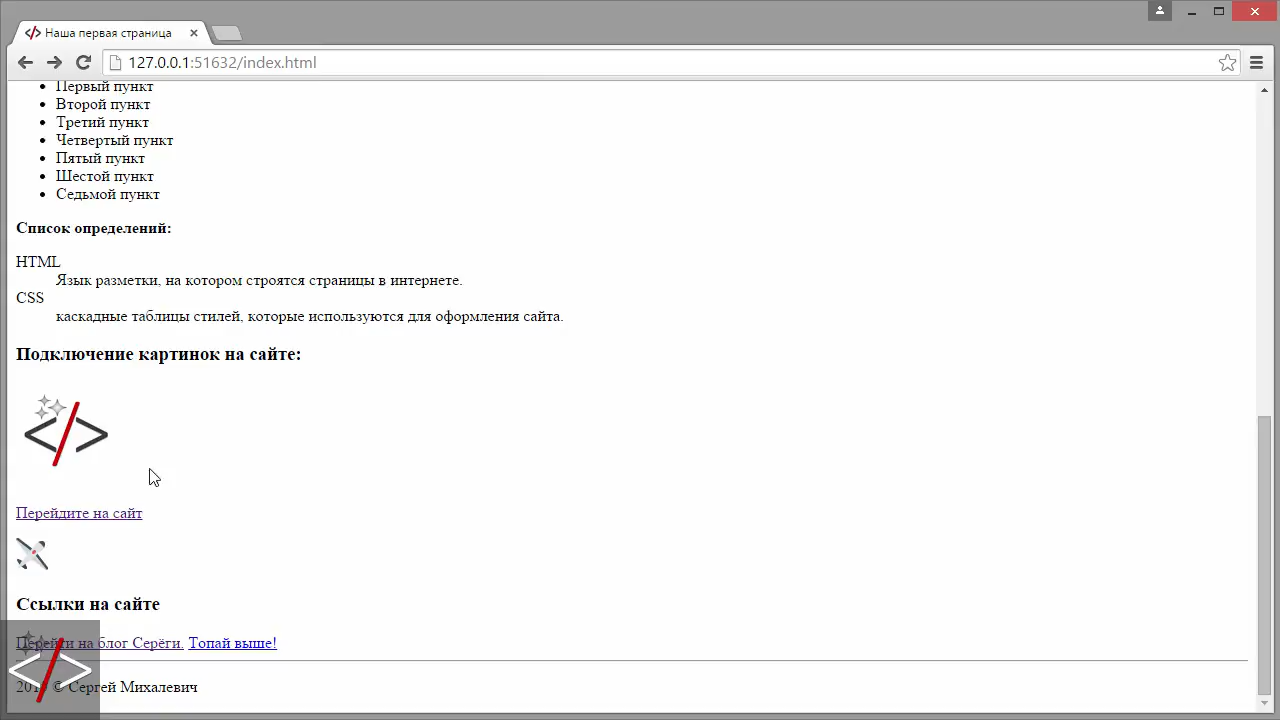 Наша первая страница
127.0.0.1:51632/index.html
Первый пункт
Второй пункт
Третий пункт
Четвертый пункт
Пятый пункт
Шестой пункт
Седьмой пункт
Список определений:
HTML
Язык разметки, на котором строятся страницы в интернете.
CSS
каскадные таблицы стилей, которые используются для оформления сайта.
Подключение картинок на сайте:
</>
Перейдите на сайт
Ссылки на сайте
Перейти на блог Серёги. Топай выше!
© Сергей Михалевич